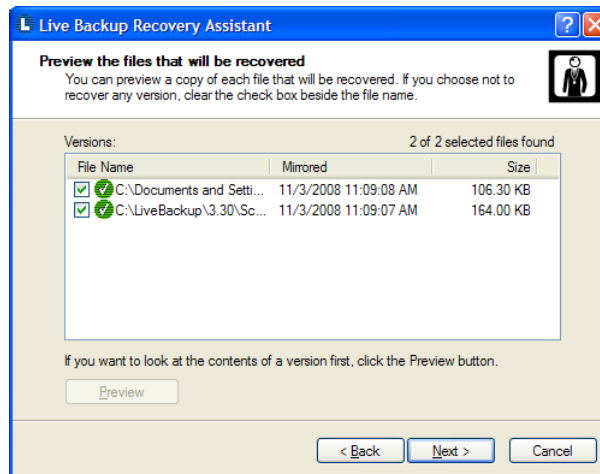 Live Backup Recovery Assistant
Preview the files that will be recovered
You can preview a copy of each file that will be recovered. If you choose not to
recover any version, clear the check box beside the file name.
Versions: 2 of 2 selected files found
File Name Mirrored Size
C:\Documents and Setti... 11/3/2008 11:09:08 AM 106.30 KB
C:\LiveBackup\3.30\Sc... 11/3/2008 11:09:07 AM 164.00 KB
If you want to look at the contents of a version first, click the Preview button.
Preview
< Back Next > Cancel